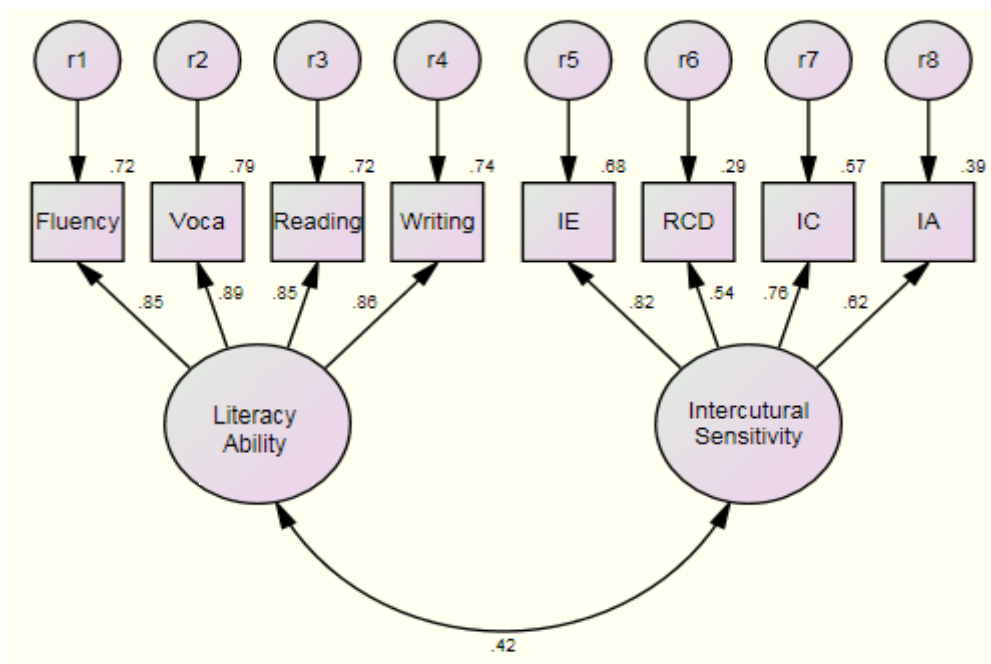 r1 r2 r3 r4 r5 r6 r7 r8
.72 .79 .72 .74 .68 .29 .57 .39
Fluency Voca Reading Writing IE RCD IC IA
.85 .89 .85 .86 .82 .54 .76 .62
Literacy
Ability
Intercutural
Sensitivity
.42